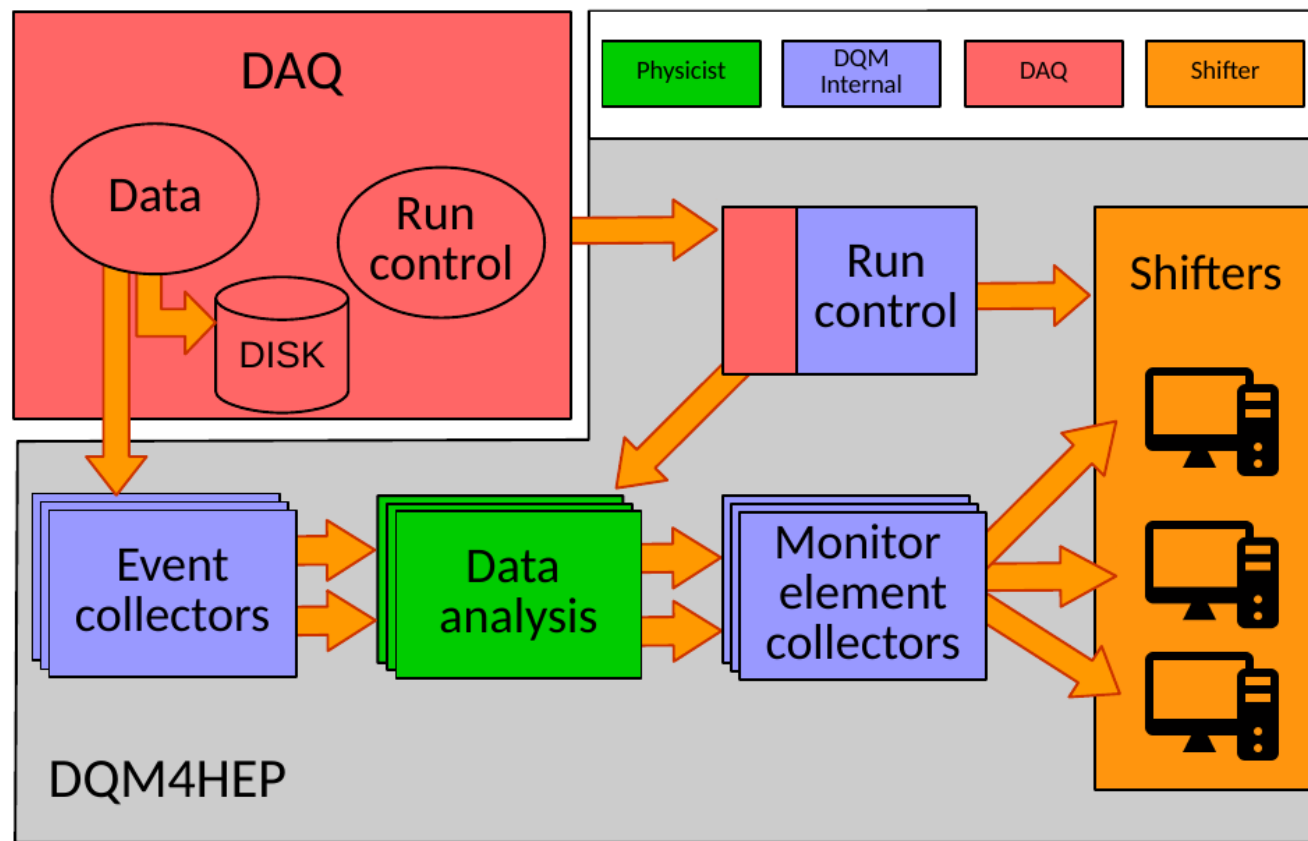 DAQ
Physicist
DQM
Internal
DAQ
Shifter
Data
Run
control
DISK
Run
control
Shifters
Event
collectors
Data
analysis
Monitor
element
collectors
DQM4HEP